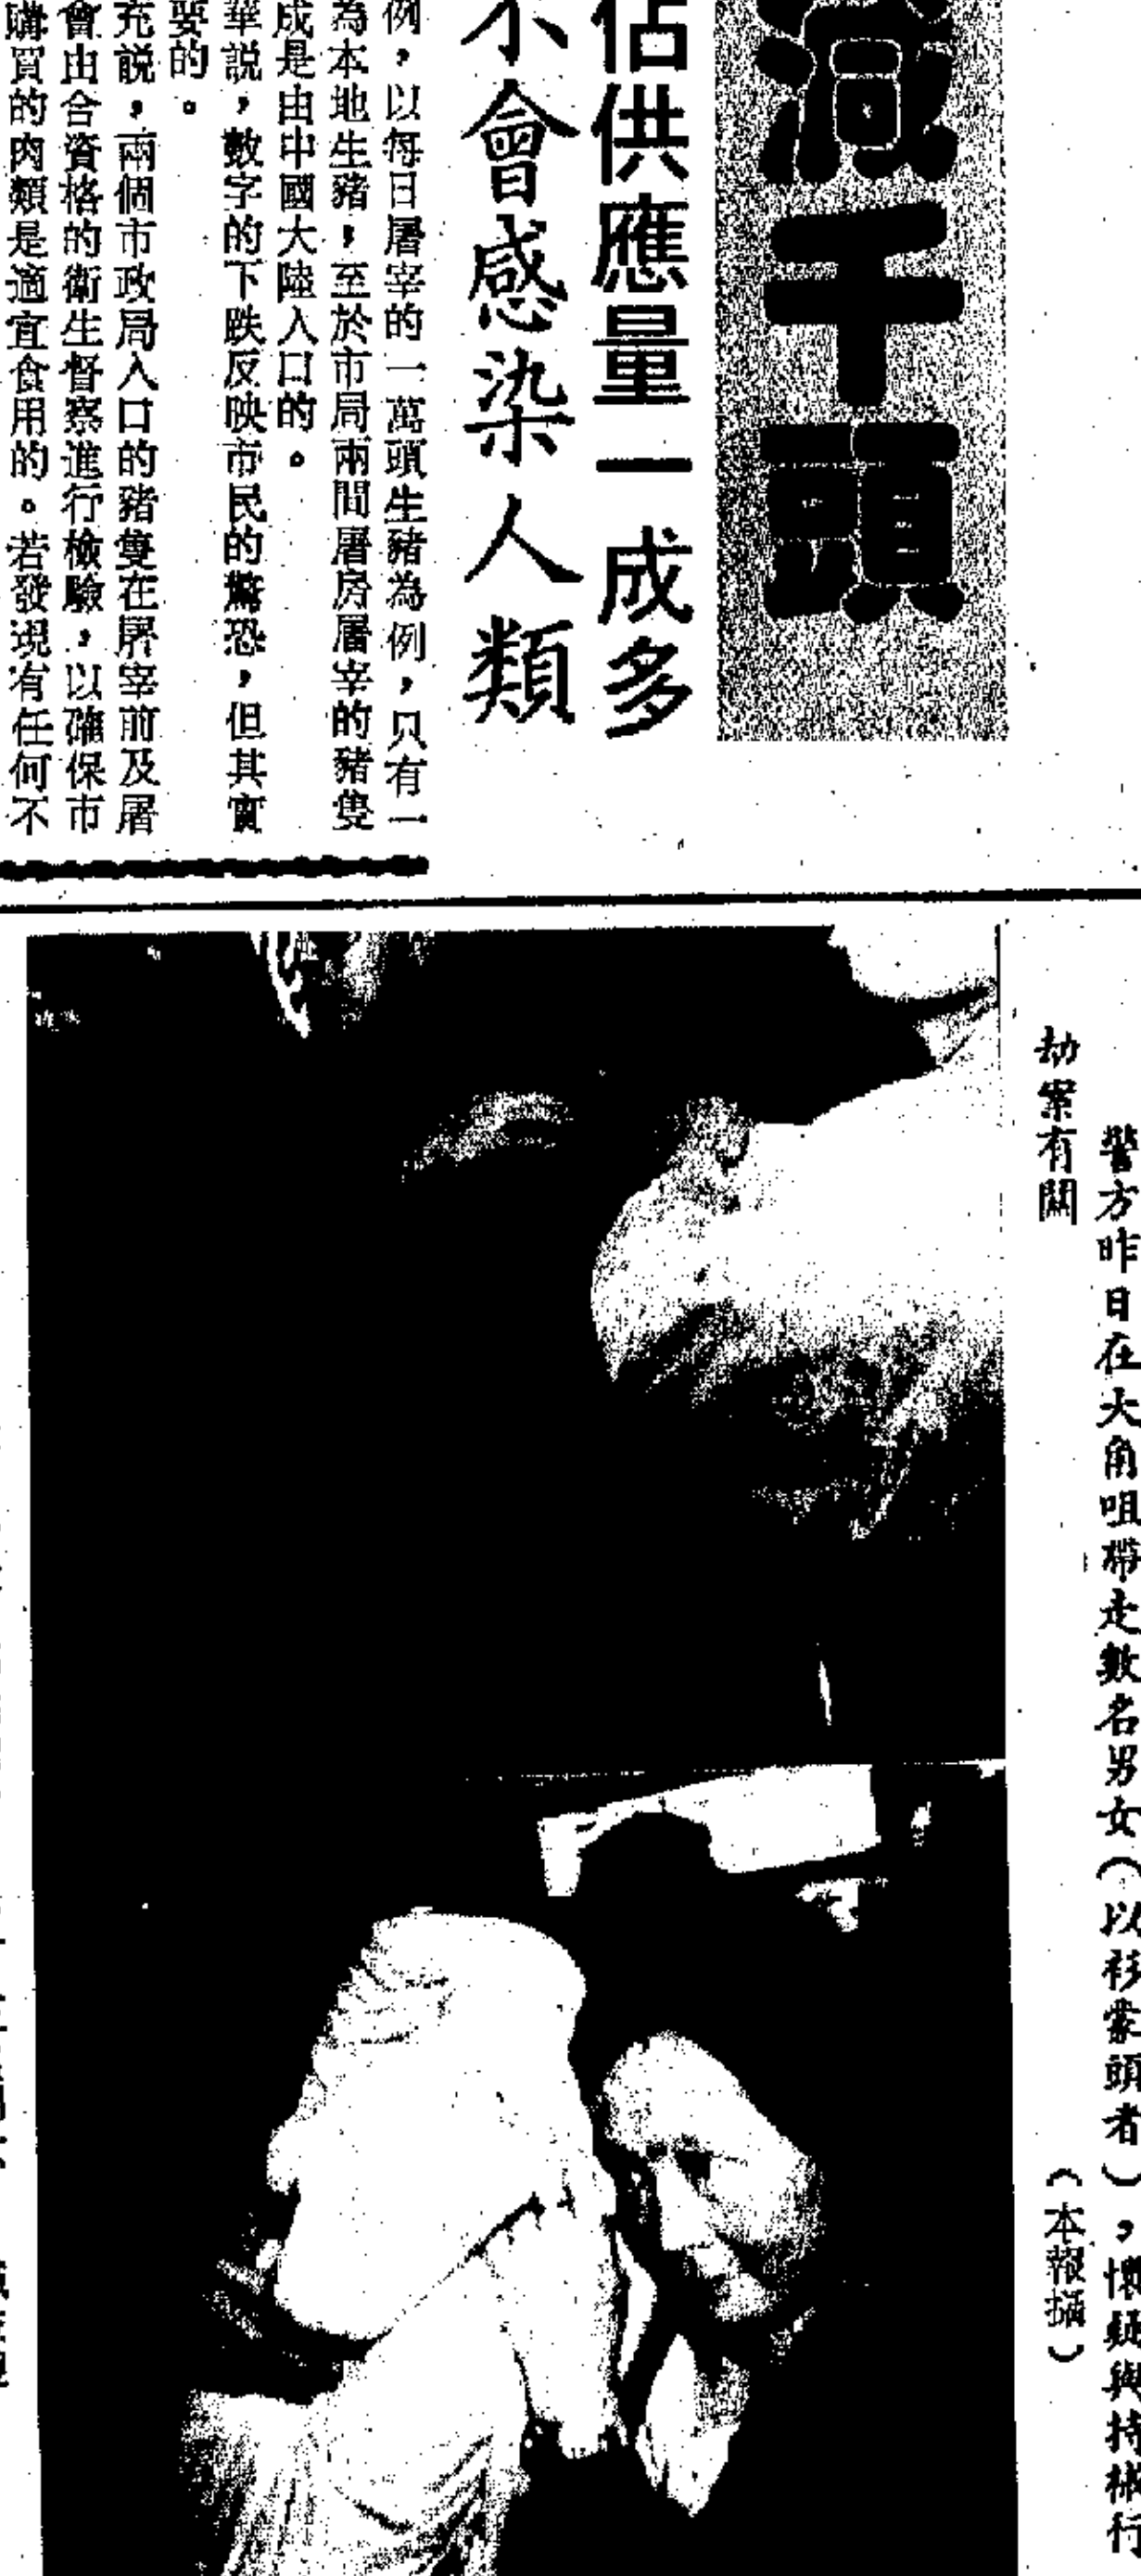 減千頭
佔供應量一成多
不會感染人類
例，以每日屠宰的一萬頭生豬為例，只有一
為本地生豬，至於市局兩間屠房屠宰的豬隻
成是由中國大陸入口的。
華説，數字的下跌反映市民的驚恐，但其實
要的。
充説，兩個市政局入口的豬隻在屠宰前及屠
會由合資格的衛生督察進行檢驗，以確保市
購買的肉類是適宜食用的。若發現有任何不
警方昨日在大角咀帶走數名男女（以衫蒙頭者），懷疑與持械行
劫案有關
（本報攝）